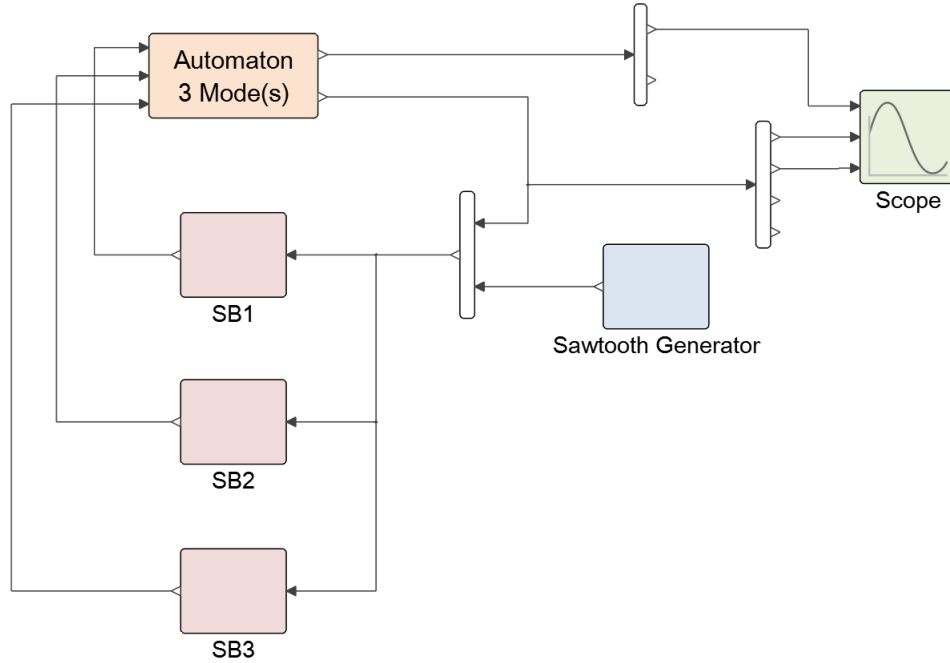 Automaton
3 Mode(s)
Scope
SB1
Sawtooth Generator
SB2
SB3